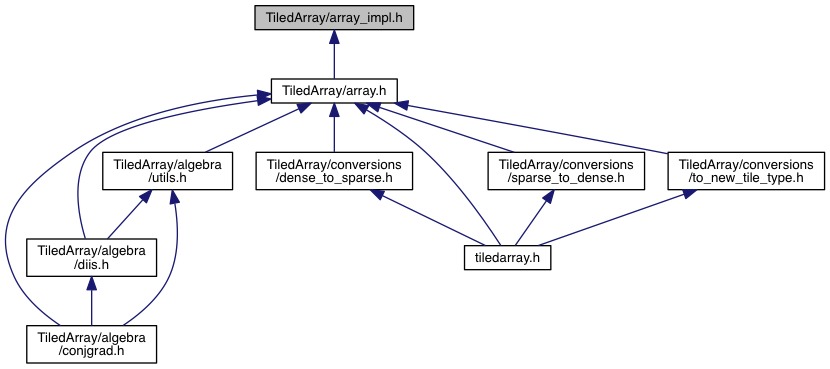 TiledArray/array_impl.h
TiledArray/array.h
TiledArray/algebra
/utils.h
TiledArray/conversions
/dense_to_sparse.h
TiledArray/conversions
/sparse_to_dense.h
TiledArray/conversions
/to_new_tile_type.h
TiledArray/algebra
/diis.h
tiledarray.h
TiledArray/algebra
/conjgrad.h